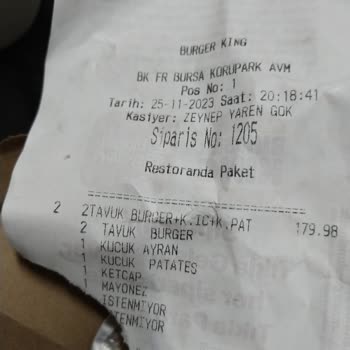 BURGER KING
BK FR BURSA KORUPARK AVM
Pos No: 1
Tarih: 25-11-2023 Saat: 20:18:41
Kasiyer: ZEYNEP YAREN GOK
Siparis No: 1205
Restoranda Paket
2 2TAVUK BURGER+K.IC+K.PAT 179.98
2 TAVUK BURGER
1 KUCUK AYRAN
1 KUCUK PATATES
1 KETCAP
1 MAYONEZ
ISTENMIYOR
ISTENMIYOR